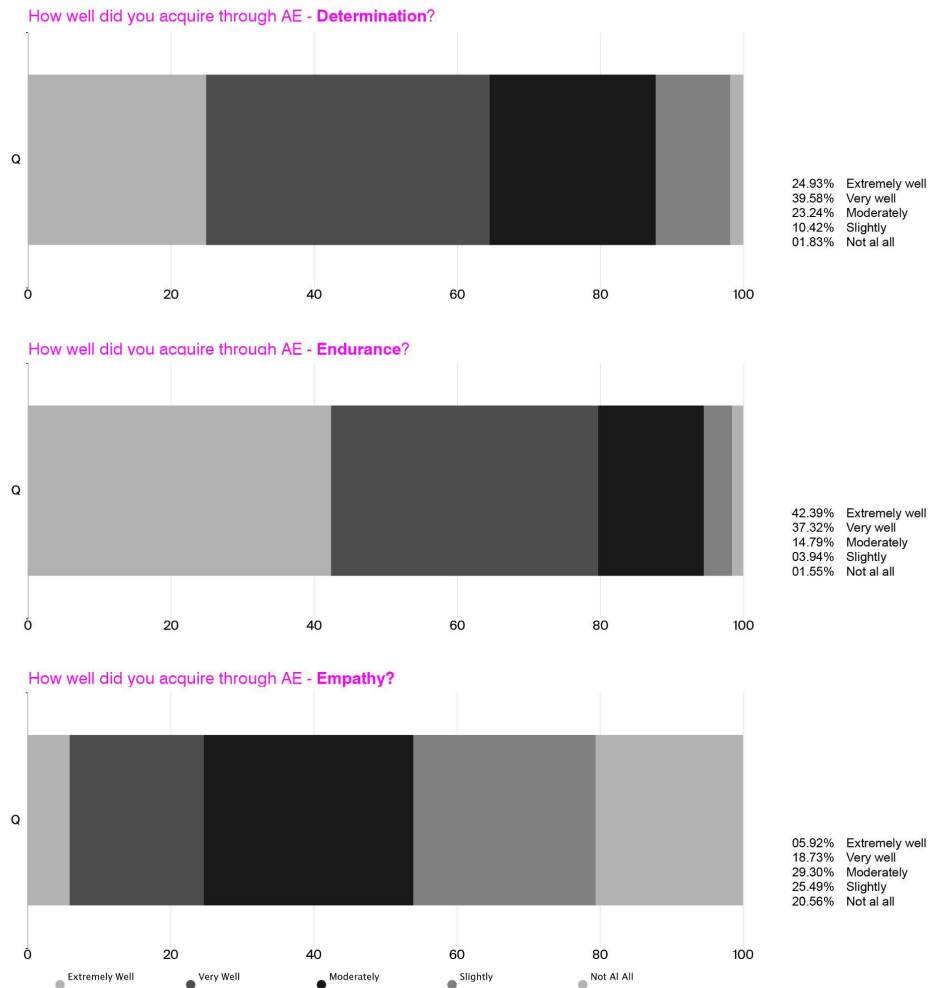 How well did you acquire through AE - Determination?
Q
24.93% Extremely well
39.58% Very well
23.24% Moderately
10.42% Slightly
01.83% Not al all
0 20 40 60 80 100
How well did you acquire through AE - Endurance?
Q
42.39% Extremely well
37.32% Very well
14.79% Moderately
03.94% Slightly
01.55% Not al all
0 20 40 60 80 100
How well did you acquire through AE - Empathy?
Q
05.92% Extremely well
18.73% Very well
29.30% Moderately
25.49% Slightly
20.56% Not al all
0 20 40 60 80 100
Extremely Well Very Well Moderately Slightly Not Al All